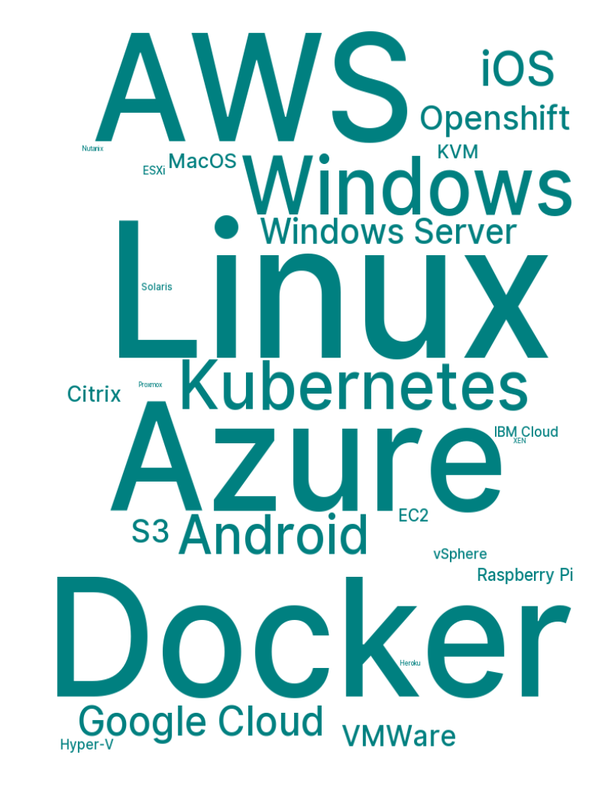 AWS
iOS
Openshift
Nutanix
ESXi
MacOS
KVM
Windows
Windows Server
Linux
Solaris
Kubernetes
Citrix
Proxmox
Azure
IBM Cloud
XEN
S3
Android
EC2
vSphere
Raspberry Pi
Docker
Heroku
Google Cloud
VMWare
Hyper-V